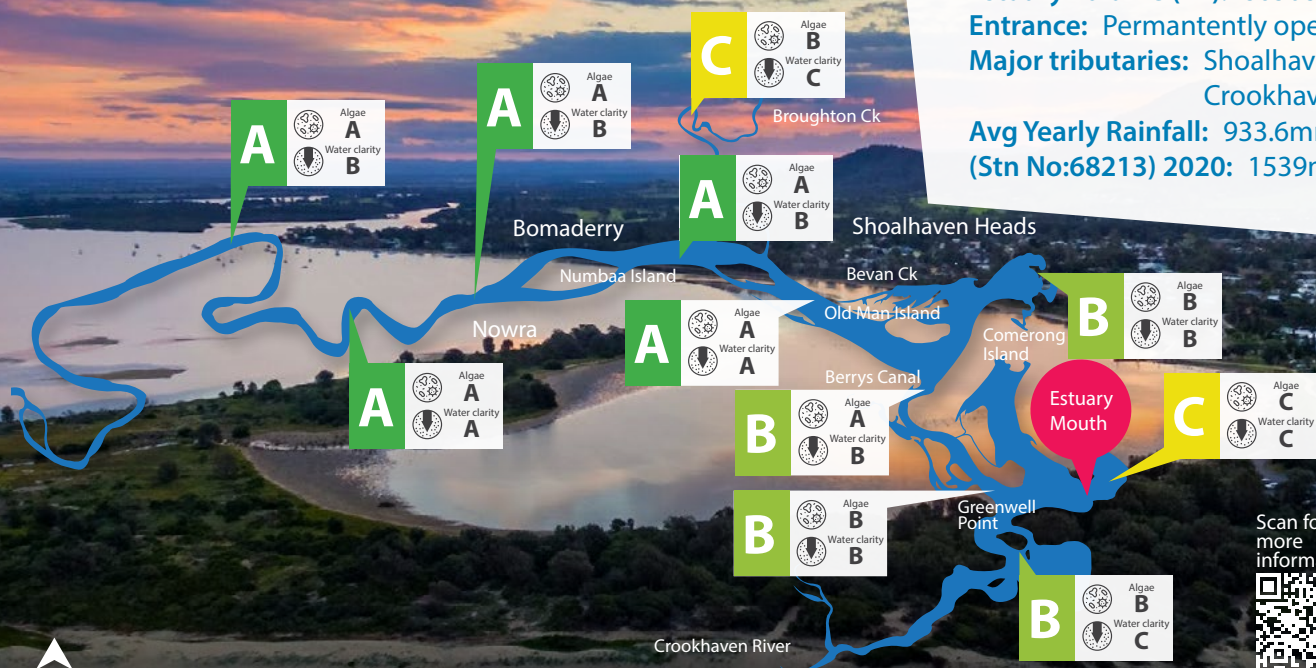 Entrance: Permantently ope
Major tributaries: Shoalhav
Crookhav
Avg Yearly Rainfall: 933.6m
(Stn No:68213) 2020: 1539
C
Algae
B
Water clarity
C
Broughton Ck
A
Algae
A
Water clarity
B
A
Algae
A
Water clarity
B
A
Algae
A
Water clarity
B
Bomaderry
Shoalhaven Heads
Numbaa Island
Bevan Ck
Old Man Island
Nowra
A
Algae
A
Water clarity
A
Comerong
Island
B
Algae
B
Water clarity
B
A
Algae
A
Water clarity
A
Berrys Canal
B
Algae
A
Water clarity
B
Estuary
Mouth
C
Algae
C
Water clarity
C
B
Algae
B
Water clarity
B
Greenwell
Point
B
Algae
B
Water clarity
C
Crookhaven River
Scan fo
more
inform